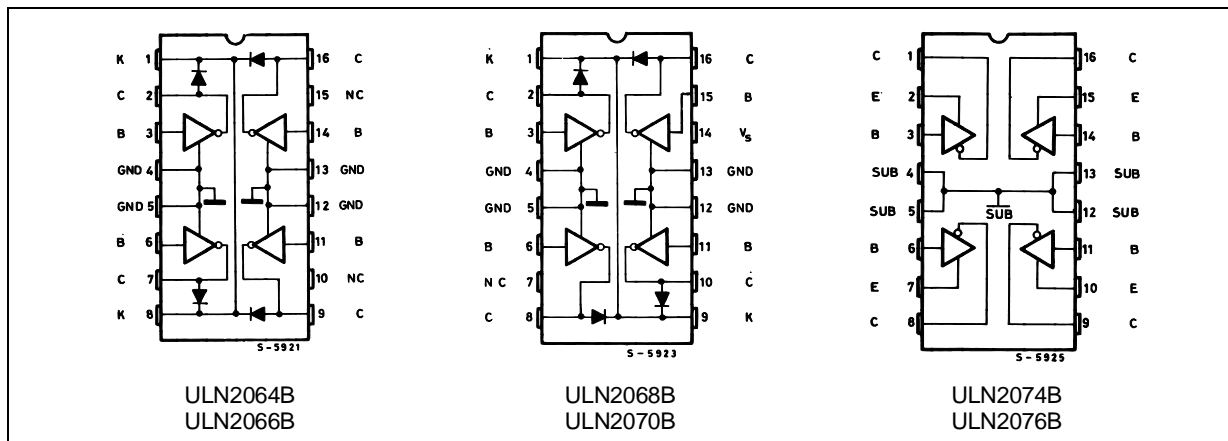 K 1 16 C
C 2 15 NC
B 3 14 B
GND 4 13 GND
GND 5 12 GND
B 6 11 B
C 7 10 NC
K 8 9 C
S-5921
ULN2064B
ULN2066B
K 1 16 C
C 2 15 B
B 3 14 Vs
GND 4 13 GND
GND 5 12 GND
B 6 11 B
NC 7 10 C
C 8 9 K
S-5923
ULN2068B
ULN2070B
C 1 16 C
E 2 15 E
B 3 14 B
SUB 4 13 SUB
SUB
SUB 5 12 SUB
B 6 11 B
E 7 10 E
C 8 9 C
S-5925
ULN2074B
ULN2076B